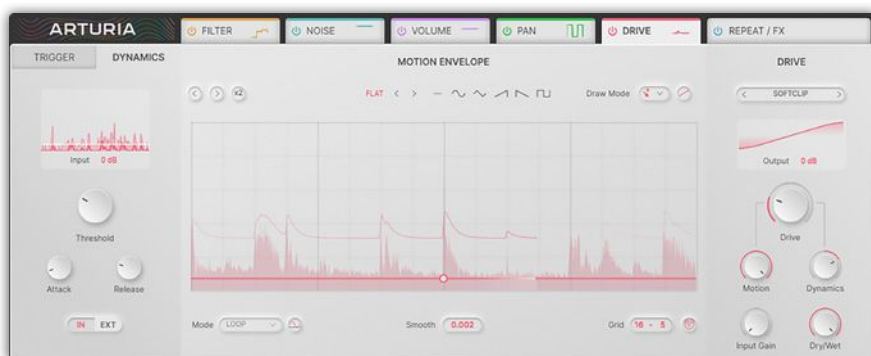 ARTURIA FILTER NOISE VOLUME PAN DRIVE REPEAT / FX
TRIGGER DYNAMICS MOTION ENVELOPE DRIVE
x2 FLAT Draw Mode SOFTCLIP
Input 0 dB Output 0 dB
Threshold Drive
Attack Release Motion Dynamics
IN EXT Mode LOOP Smooth 0.002 Grid 16 - 5
Input Gain Dry/Wet